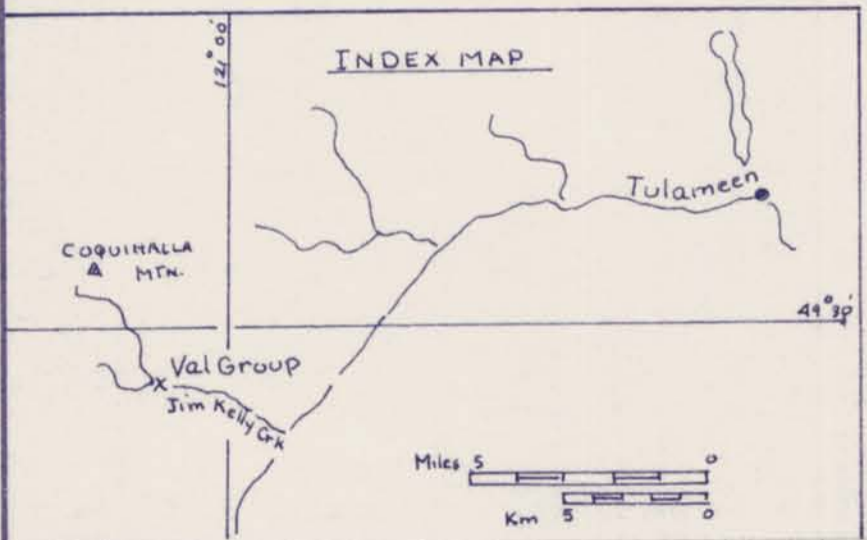 121° 00'
INDEX MAP
Tulameen
COQUIHALLA
MTN.
49° 30'
Val Group
x
Jim Kelly Crk
Miles 5 0
Km 5 0